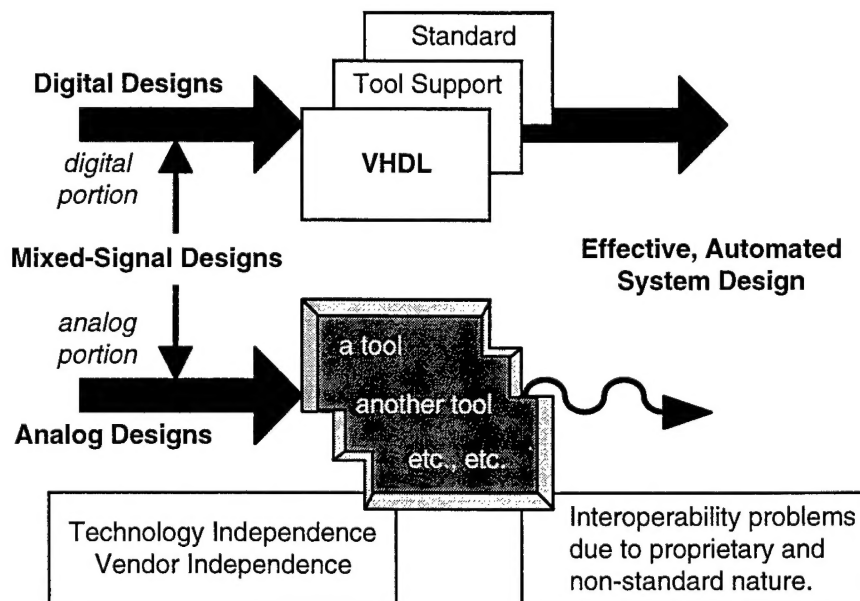 Standard
Digital Designs
Tool Support
VHDL
digital
portion
Mixed-Signal Designs
Effective, Automated
System Design
analog
portion
a tool
another tool
etc., etc.
Analog Designs
Technology Independence
Vendor Independence
Interoperability problems
due to proprietary and
non-standard nature.